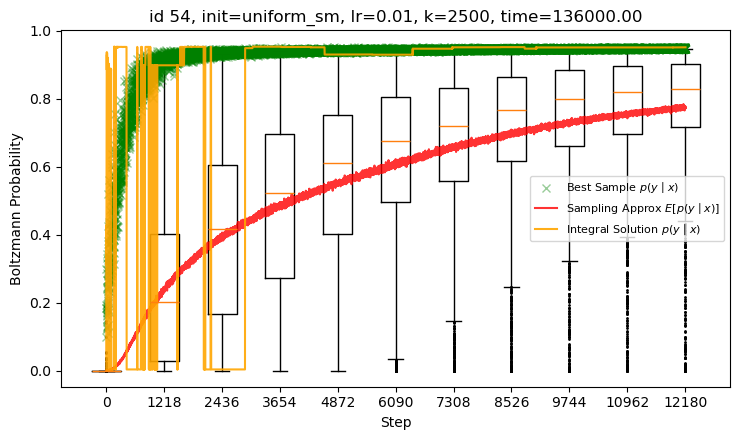 id 54, init=uniform_sm, lr=0.01, k=2500, time=136000.00
Boltzmann Probability
1.0
0.8
0.6
0.4
0.2
0.0
Best Sample p(y | x)
Sampling Approx E[p(y | x)]
Integral Solution p(y | x)
0 1218 2436 3654 4872 6090 7308 8526 9744 10962 12180
Step